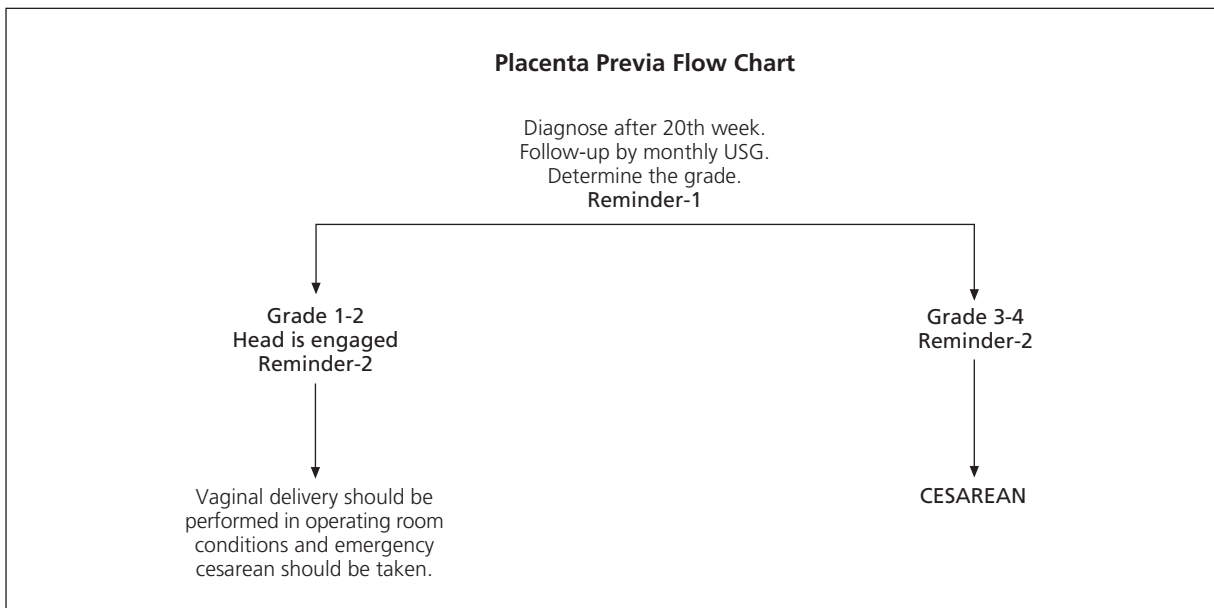 Placenta Previa Flow Chart
Diagnose after 20th week.
Follow-up by monthly USG.
Determine the grade.
Reminder-1
Grade 1-2
Head is engaged
Reminder-2
Grade 3-4
Reminder-2
Vaginal delivery should be
performed in operating room
conditions and emergency
cesarean should be taken.
CESAREAN